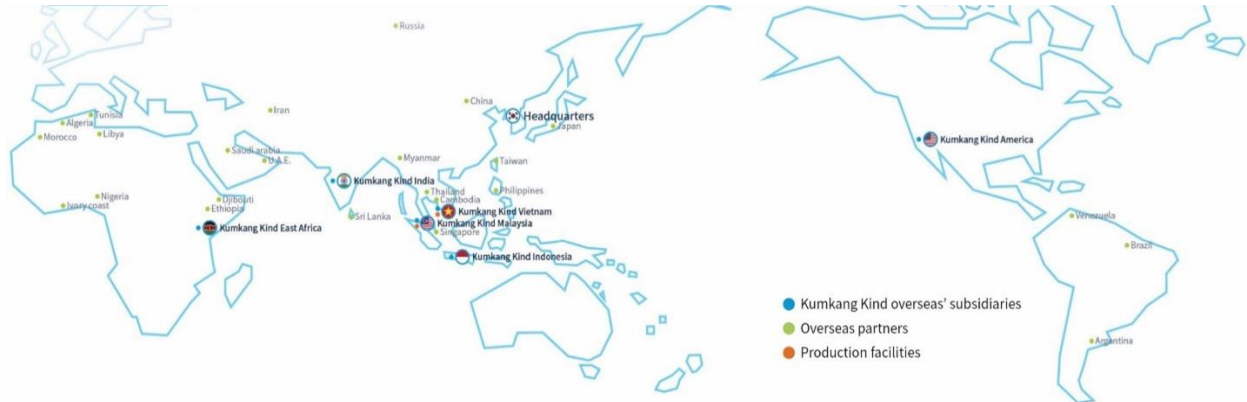 Russia
China
Headquarters
Japan
Iran
Tunisia
Algeria
Morocco
Libya
Saudi arabia
U.A.E.
Myanmar
Taiwan
Kumkang Kind America
Kumkang Kind India
Thailand
Cambodia
Philippines
Nigeria
Ivory coast
Djibouti
Ethiopia
Sri Lanka
Kumkang Kind Vietnam
Kumkang Kind Malaysia
Singapore
Kumkang Kind East Africa
Kumkang Kind Indonesia
Venezuela
Brazil
Argentina
Kumkang Kind overseas' subsidiaries
Overseas partners
Production facilities